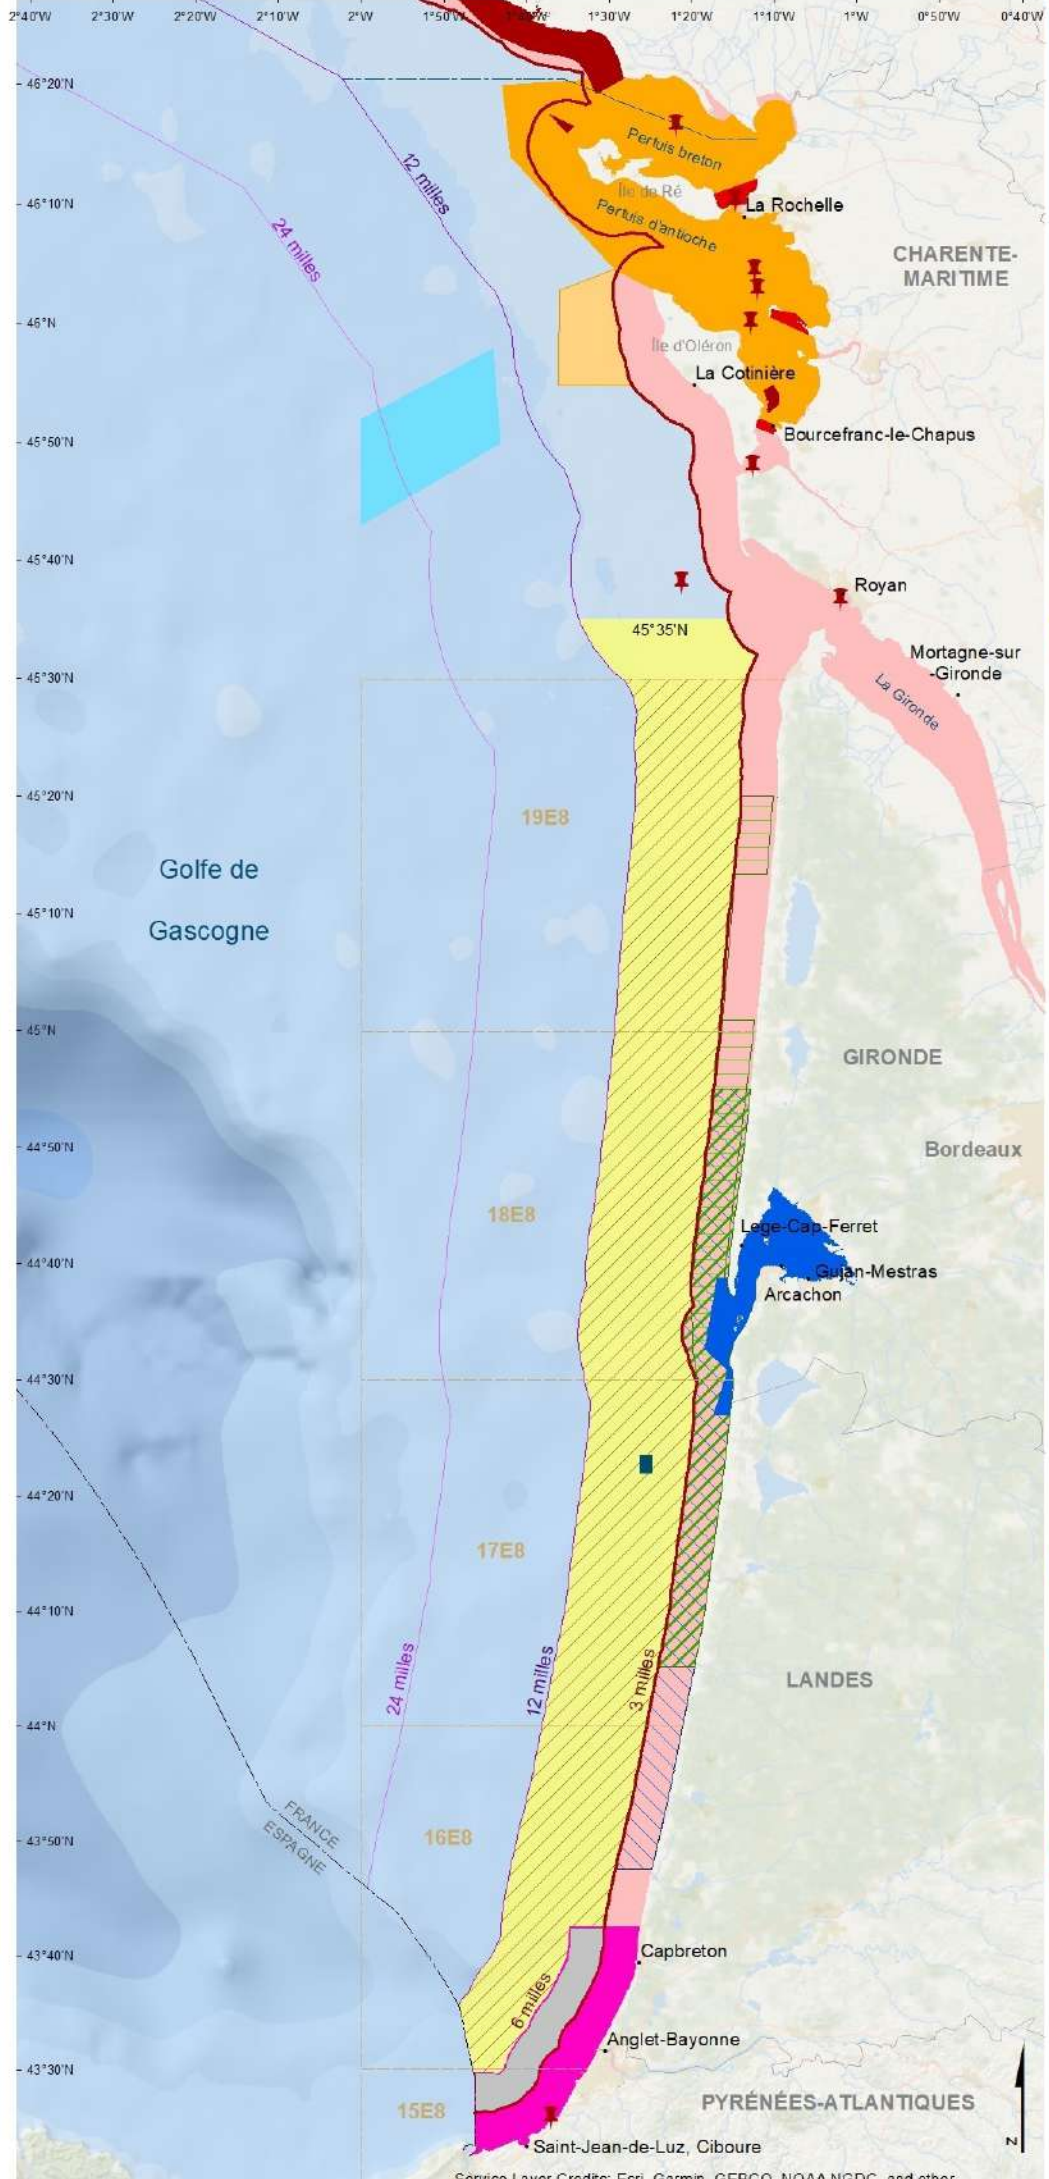 2°40'W 2°30'W 2°20'W 2°10'W 2°W 1°50'W 1°30'W 1°20'W 1°10'W 1°W 0°50'W 0°40'W
46°20'N
12 milles
Pertuis breton
Île de Ré
46°10'N
La Rochelle
Pertuis d'antioche
24 milles
CHARENTE-
MARITIME
46°N
Île d'Oléron
La Cotinière
45°50'N
Bourcefranc-le-Chapus
45°40'N
Royan
45°35'N
Mortagne-sur
-Gironde
45°30'N
La Gironde
45°20'N
19E8
Golfe de
Gascogne
45°10'N
45°N
GIRONDE
44°50'N
Bordeaux
18E8
Lege-Cap-Ferret
44°40'N
Gujan-Mestras
Arcachon
44°30'N
44°20'N
17E8
44°10'N
24 milles
12 milles
3 milles
LANDES
44°N
FRANCE
ESPAGNE
43°50'N
16E8
43°40'N
Capbreton
6 milles
Anglet-Bayonne
43°30'N
PYRÉNÉES-ATLANTIQUES
15E8
N
Saint-Jean-de-Luz, Ciboure
Service Layer Credits: Esri, Garmin, GEBCO, NOAA NGDC, and other